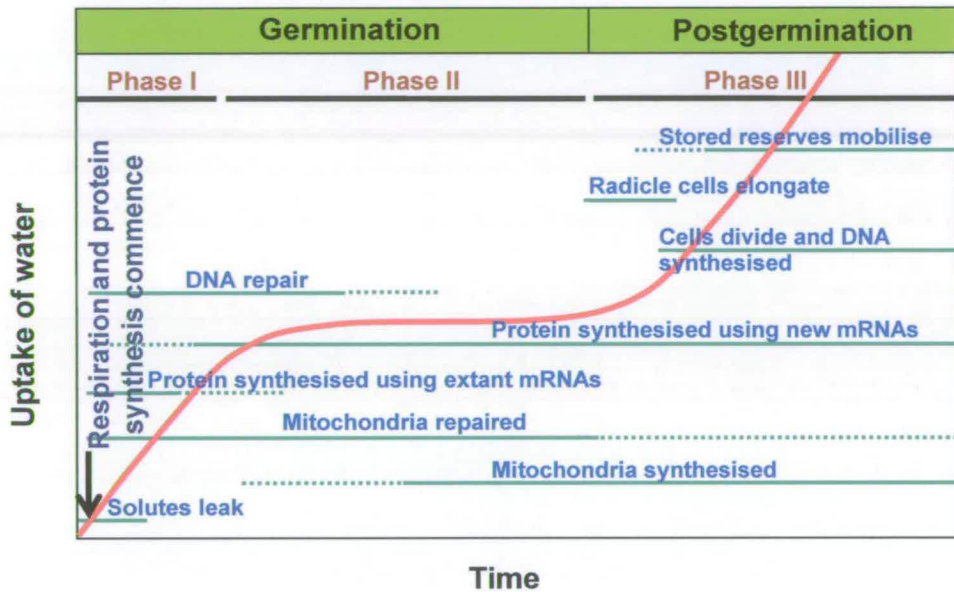 Germination
Postgermination
Phase I
Phase II
Phase III
Uptake of water
Respiration and protein
synthesis commence
Stored reserves mobilise
Radicle cells elongate
Cells divide and DNA
synthesised
DNA repair
Protein synthesised using new mRNAs
Protein synthesised using extant mRNAs
Mitochondria repaired
Mitochondria synthesised
Solutes leak
Time